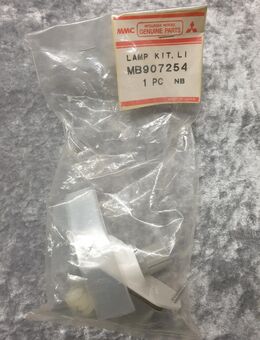 MMC MITSUBISHI MOTORS GENUINE PARTS
LAMP KIT, LI
MB907254
1 PC NB